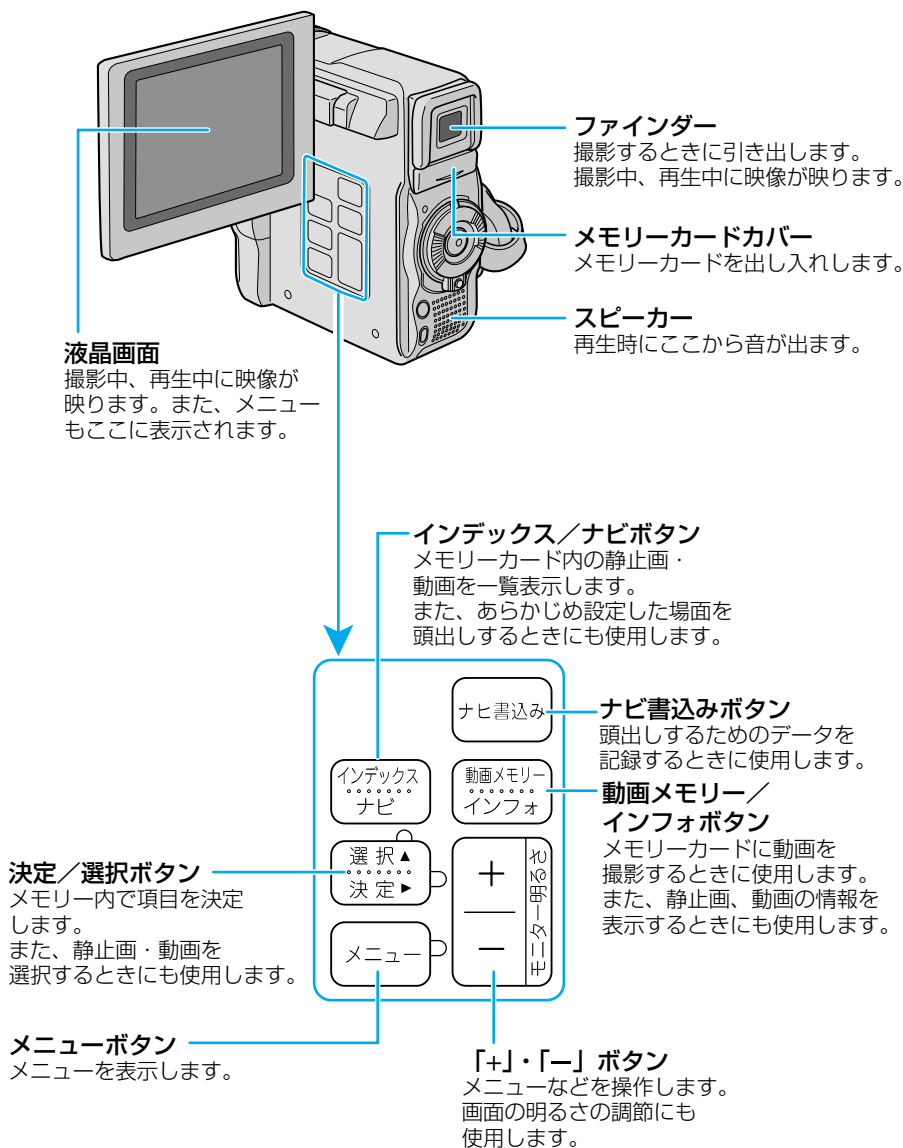 ファインダー
撮影するときに引き出します。
撮影中、再生中に映像が映ります。
メモリーカードカバー
メモリーカードを出し入れします。
スピーカー
再生時にここから音が出ます。
液晶画面
撮影中、再生中に映像が
映ります。また、メニュー
もここに表示されます。
インデックス／ナビボタン
メモリーカード内の静止画・
動画を一覧表示します。
また、あらかじめ設定した場面を
頭出しするときにも使用します。
ナビ書込み
ナビ書込みボタン
頭出しするためのデータを
記録するときに使用します。
インデックス
ナビ
動画メモリー
インフォ
動画メモリー／
インフォボタン
メモリーカードに動画を
撮影するときに使用します。
また、静止画、動画の情報を
表示するときにも使用します。
選択▲
決定▶
決定／選択ボタン
メモリー内で項目を決定
します。
また、静止画・動画を
選択するときにも使用します。
＋
－
モニター明るさ
メニュー
メニューボタン
メニューを表示します。
「+」・「—」ボタン
メニューなどを操作します。
画面の明るさの調節にも
使用します。